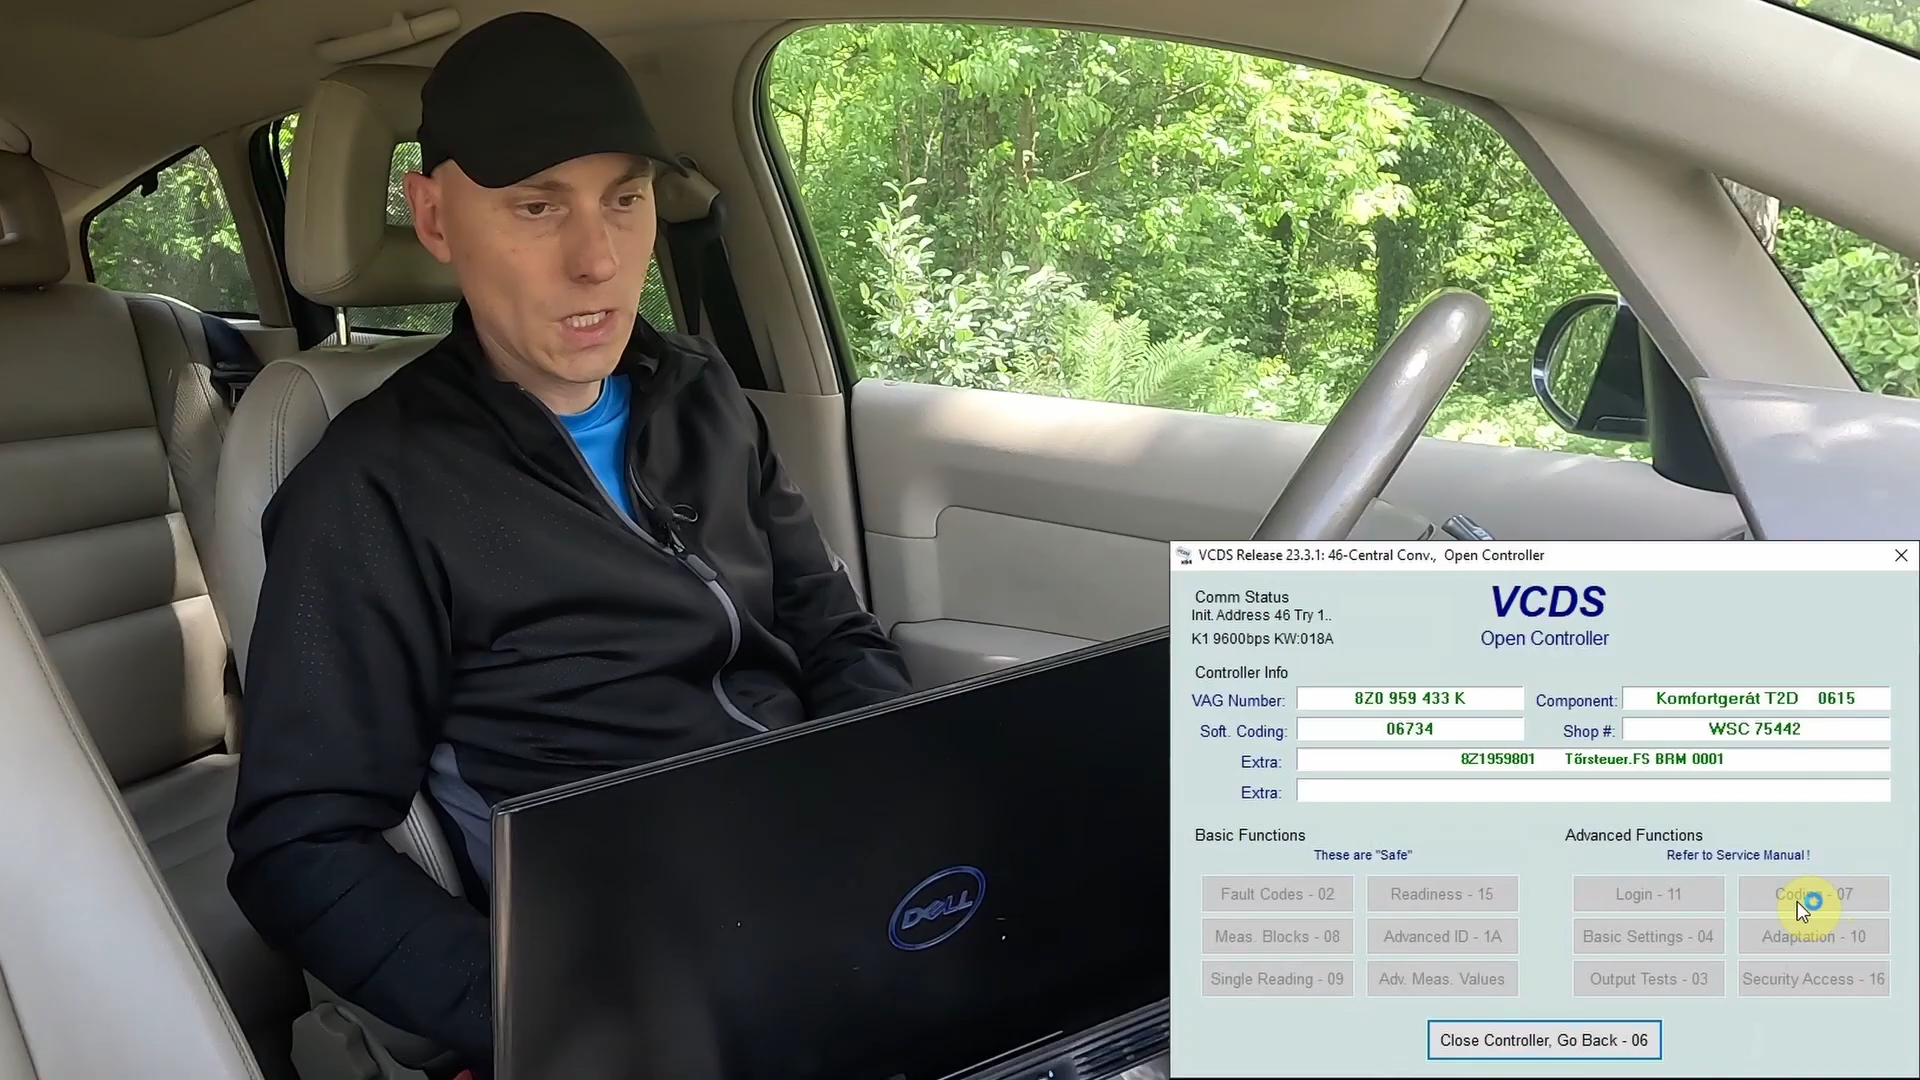 VCDS Release 23.3.1: 46-Central Conv., Open Controller
Comm Status
Init. Address 46 Try 1..
K1 9600bps KW:018A
VCDS
Open Controller
Controller Info
VAG Number: 8Z0 959 433 K Component: Komfortgerát T2D 0615
Soft. Coding: 06734 Shop #: WSC 75442
Extra: 8Z1959801 Tõrsteuer.FS BRM 0001
Extra:
Basic Functions
These are "Safe"
Advanced Functions
Refer to Service Manual!
Fault Codes - 02 Readiness - 15 Login - 11 Coding - 07
Meas. Blocks - 08 Advanced ID - 1A Basic Settings - 04 Adaptation - 10
Single Reading - 09 Adv. Meas. Values Output Tests - 03 Security Access - 16
Close Controller, Go Back - 06
DELL